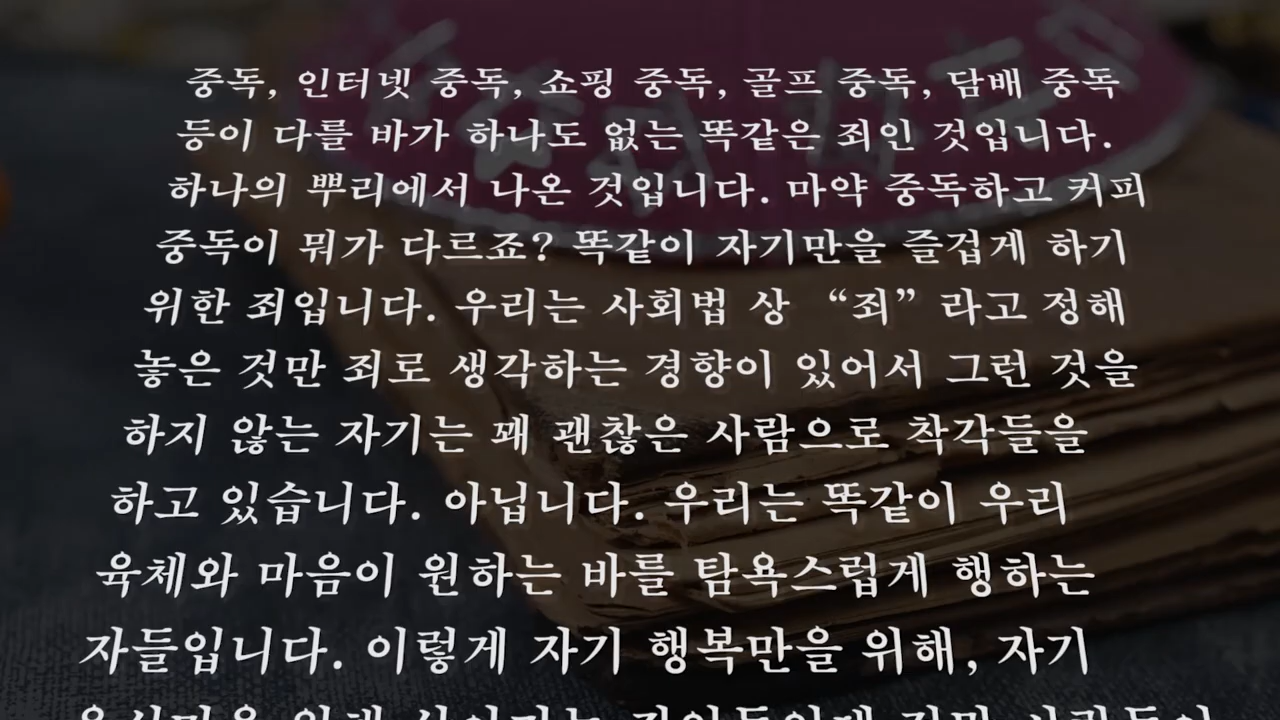 중독, 인터넷 중독, 쇼핑 중독, 골프 중독, 담배 중독
등이 다를 바가 하나도 없는 똑같은 죄인 것입니다.
하나의 뿌리에서 나온 것입니다. 마약 중독하고 커피
중독이 뭐가 다르죠? 똑같이 자기만을 즐겁게 하기
위한 죄입니다. 우리는 사회법 상 “죄” 라고 정해
놓은 것만 죄로 생각하는 경향이 있어서 그런 것을
하지 않는 자기는 꽤 괜찮은 사람으로 착각들을
하고 있습니다. 아닙니다. 우리는 똑같이 우리
육체와 마음이 원하는 바를 탐욕스럽게 행하는
자들입니다. 이렇게 자기 행복만을 위해, 자기